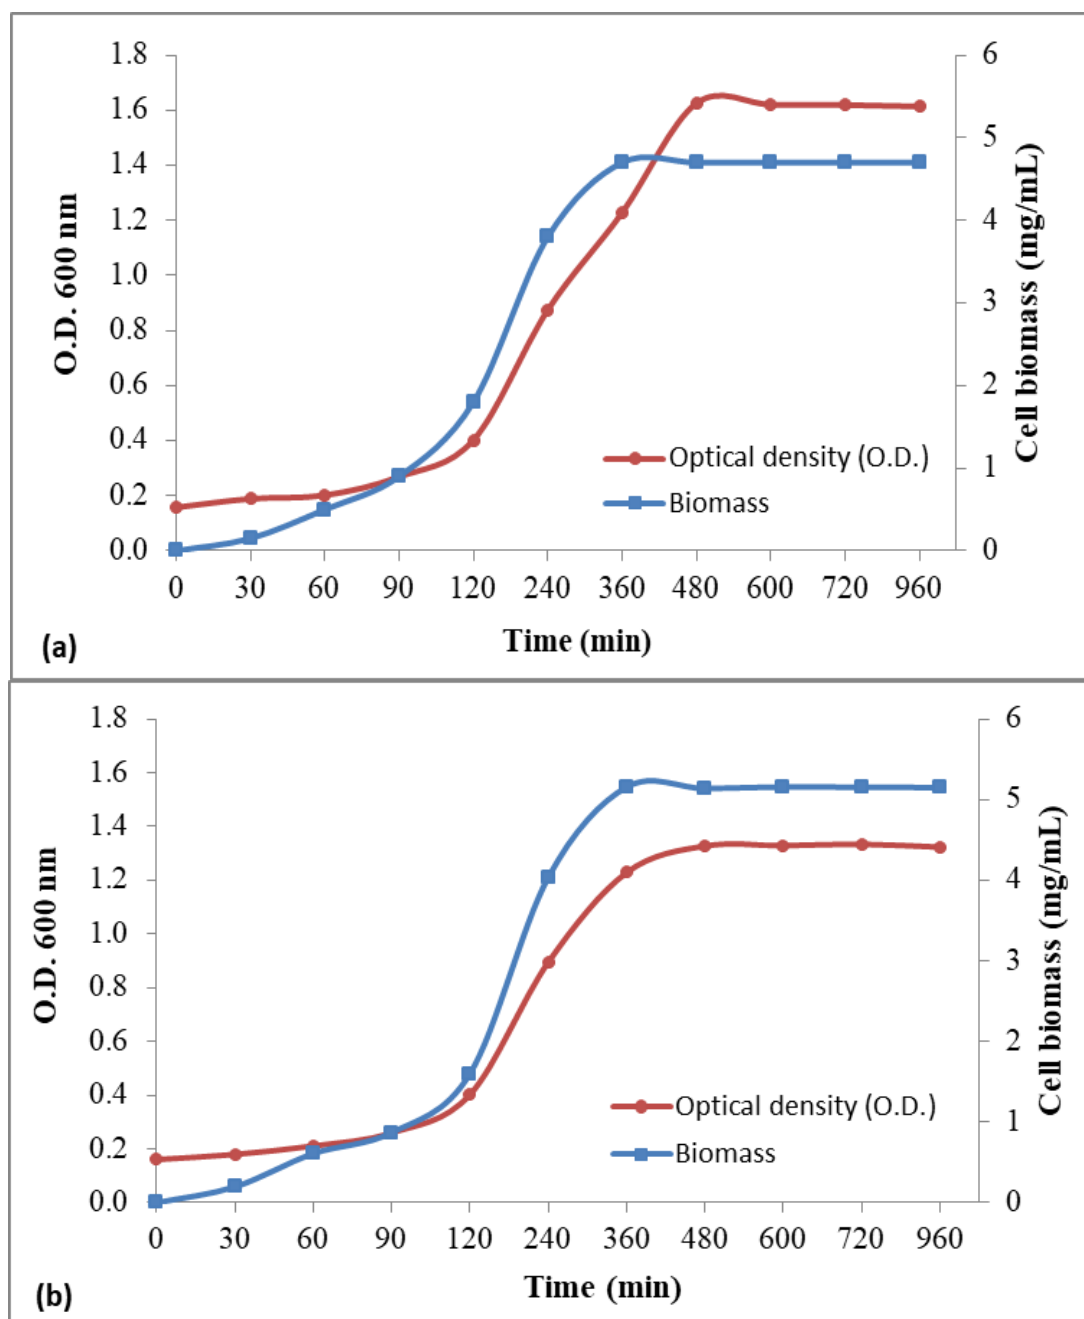 1.8
1.6
1.4
1.2
1.0
0.8
0.6
0.4
0.2
0.0
O.D. 600 nm
6
5
4
3
2
1
0
Cell biomass (mg/mL)
Optical density (O.D.)
Biomass
0 30 60 90 120 240 360 480 600 720 960
Time (min)
(a)
1.8
1.6
1.4
1.2
1.0
0.8
0.6
0.4
0.2
0.0
O.D. 600 nm
6
5
4
3
2
1
0
Cell biomass (mg/mL)
Optical density (O.D.)
Biomass
0 30 60 90 120 240 360 480 600 720 960
Time (min)
(b)